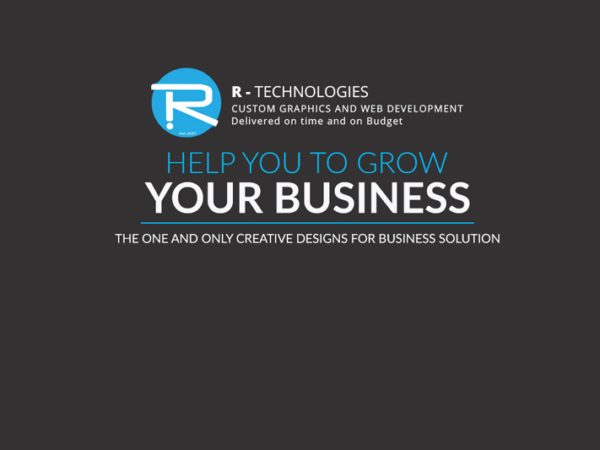 R - TECHNOLOGIES
CUSTOM GRAPHICS AND WEB DEVELOPMENT
Delivered on time and on Budget
HELP YOU TO GROW
YOUR BUSINESS
THE ONE AND ONLY CREATIVE DESIGNS FOR BUSINESS SOLUTION